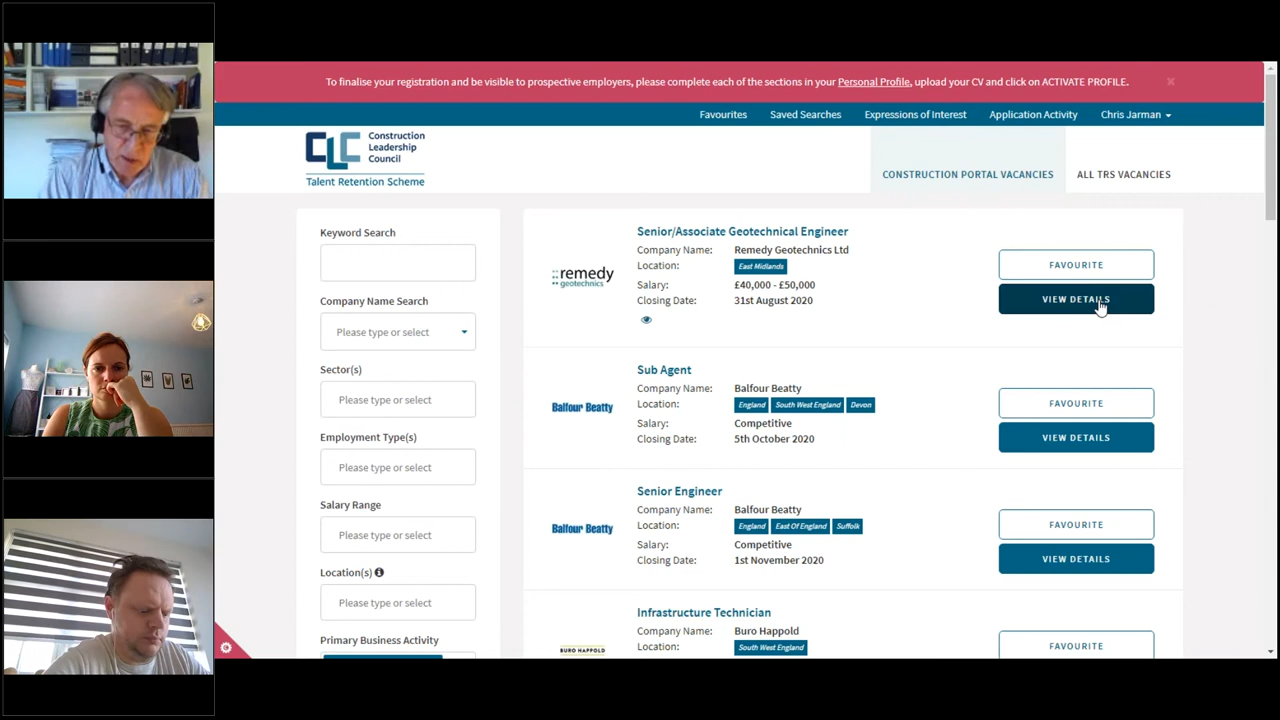 To finalise your registration and be visible to prospective employers, please complete each of the sections in your Personal Profile, upload your CV and click on ACTIVATE PROFILE.
Favourites Saved Searches Expressions of Interest Application Activity Chris Jarman
CLC Construction Leadership Council
Talent Retention Scheme
CONSTRUCTION PORTAL VACANCIES ALL TRS VACANCIES
Keyword Search
Company Name Search
Please type or select
Sector(s)
Please type or select
Employment Type(s)
Please type or select
Salary Range
Please type or select
Location(s)
Please type or select
Primary Business Activity
remedy geotechnics
Senior/Associate Geotechnical Engineer
Company Name: Remedy Geotechnics Ltd
Location: East Midlands
Salary: £40,000 - £50,000
Closing Date: 31st August 2020
FAVOURITE
VIEW DETAILS
Balfour Beatty
Sub Agent
Company Name: Balfour Beatty
Location: England South West England Devon
Salary: Competitive
Closing Date: 5th October 2020
FAVOURITE
VIEW DETAILS
Balfour Beatty
Senior Engineer
Company Name: Balfour Beatty
Location: England East Of England Suffolk
Salary: Competitive
Closing Date: 1st November 2020
FAVOURITE
VIEW DETAILS
BURO HAPPOLD
Infrastructure Technician
Company Name: Buro Happold
Location: South West England
FAVOURITE